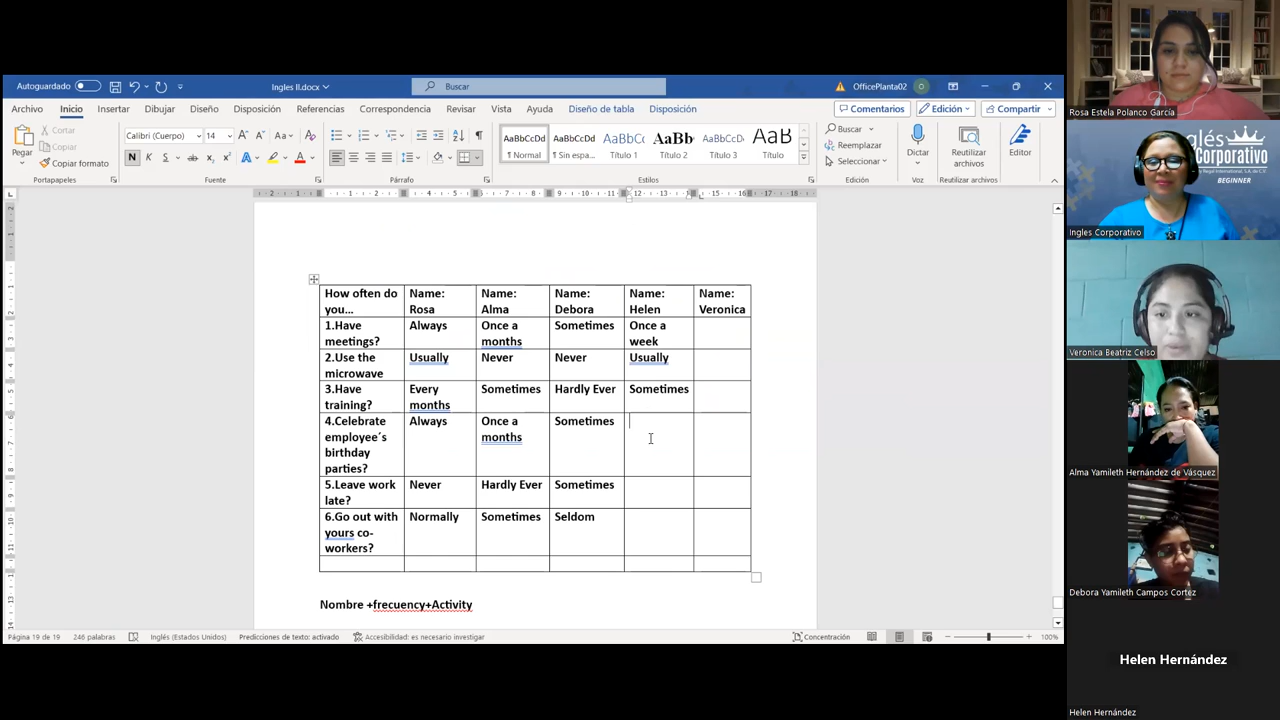 Autoguardado
Ingles II.docx
Buscar
OfficePlanta02
Archivo Inicio Insertar Dibujar Diseño Disposición Referencias Correspondencia Revisar Vista Ayuda Diseño de tabla Disposición
Comentarios Edición Compartir
Pegar
Cortar
Copiar
Copiar formato
Portapapeles
Calibri (Cuerpo) 14
Fuente
Párrafo
AaBbCcDd AaBbCcDd AaBbCc AaBb AaBbCcD AaB
¶ Normal ¶ Sin espa... Título 1 Título 2 Título 3 Título
Estilos
Buscar
Reemplazar
Seleccionar
Edición
Dictar
Voz
Reutilizar archivos
Reutilizar archivos
Editor
How often do you... Name: Rosa Name: Alma Name: Debora Name: Helen Name: Veronica
1.Have meetings? Always Once a months Sometimes Once a week
2.Use the microwave Usually Never Never Usually
3.Have training? Every months Sometimes Hardly Ever Sometimes
4.Celebrate employee´s birthday parties? Always Once a months Sometimes
5.Leave work late? Never Hardly Ever Sometimes
6.Go out with yours co-workers? Normally Sometimes Seldom
Nombre +frecuency+Activity
Página 19 de 19 246 palabras Inglés (Estados Unidos) Predicciones de texto: activado Accesibilidad: es necesario investigar
Concentración
100%
Rosa Estela Polanco García
BEGINNER
Ingles Corporativo
Veronica Beatriz Celso
Alma Yamileth Hernández de Vásquez
Debora Yamileth Campos Cortez
Helen Hernández
Helen Hernández